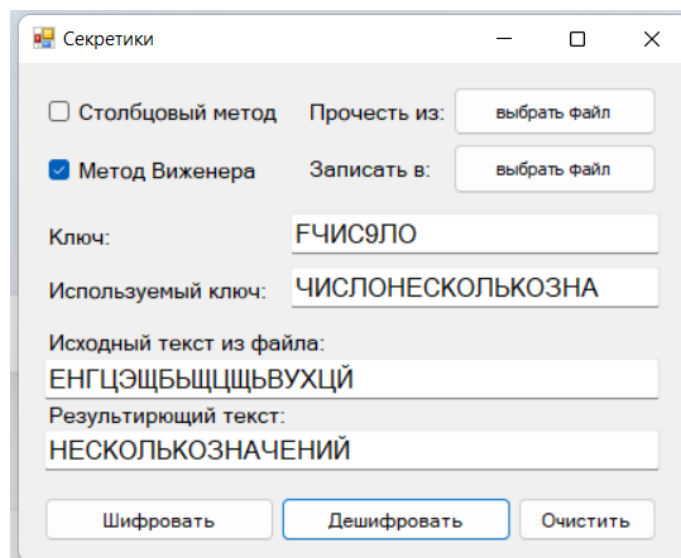 Секретики
Столбцовый метод Прочесть из: выбрать файл
Метод Виженера Записать в: выбрать файл
Ключ: FЧИС9ЛО
Используемый ключ: ЧИСЛОНЕСКОЛЬКОЗНА
Исходный текст из файла:
ЕНГЦЭЩБЫЩЦЩЬВУХЦЙ
Результирющий текст:
НЕСКОЛЬКОЗНАЧЕНИЙ
Шифровать Дешифровать Очистить